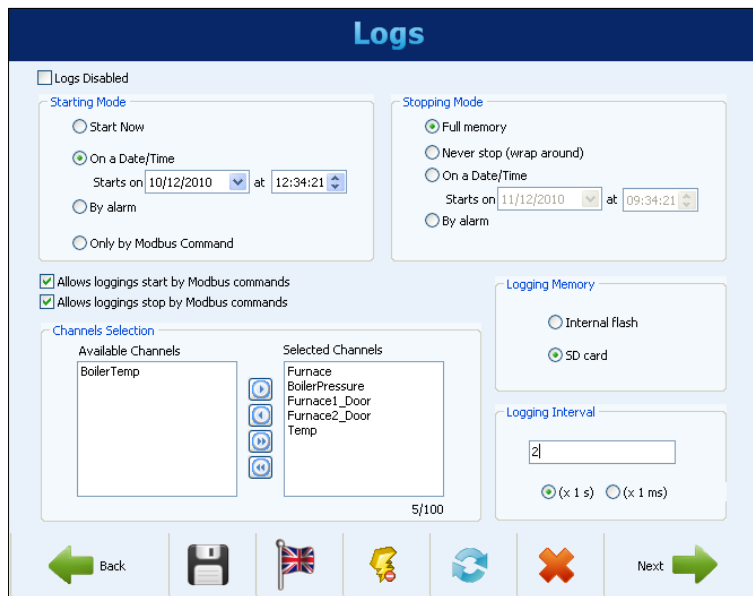 Logs
Logs Disabled
Starting Mode
Start Now
On a Date/Time
Starts on 10/12/2010 at 12:34:21
By alarm
Only by Modbus Command
Stopping Mode
Full memory
Never stop (wrap around)
On a Date/Time
Starts on 11/12/2010 at 09:34:21
By alarm
Allows loggings start by Modbus commands
Allows loggings stop by Modbus commands
Logging Memory
Internal flash
SD card
Channels Selection
Available Channels
BoilerTemp
Selected Channels
Furnace
BoilerPressure
Furnace1_Door
Furnace2_Door
Temp
5/100
Logging Interval
2
(x 1 s) (x 1 ms)
Back
Next